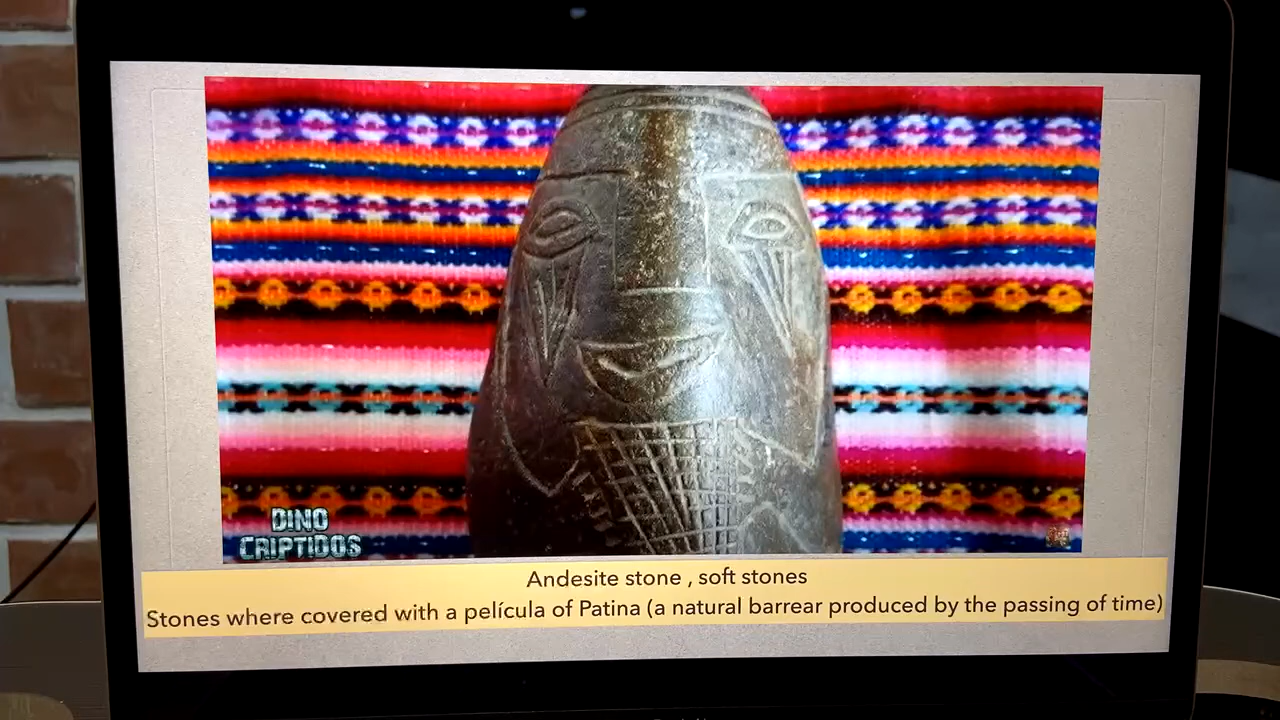 DINO
CRIPTIDOS
Andesite stone , soft stones
Stones where covered with a película of Patina (a natural barrear produced by the passing of time)